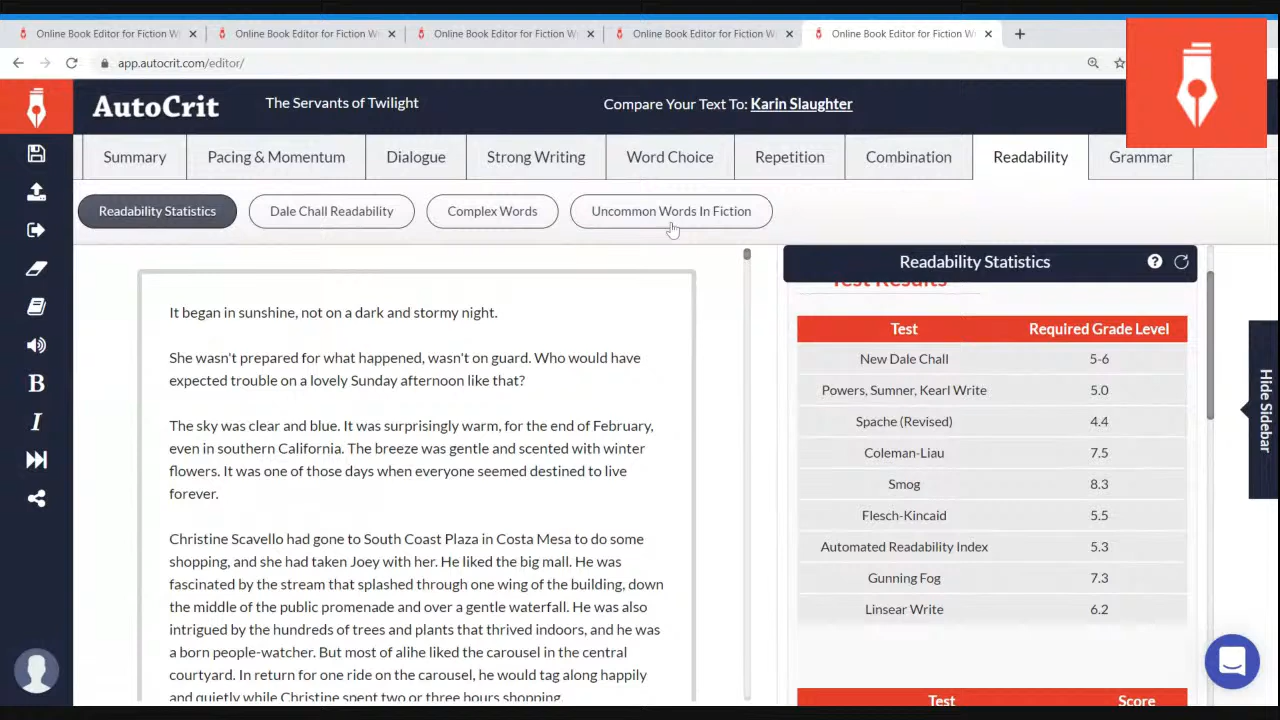 Online Book Editor for Fiction W
Online Book Editor for Fiction W
Online Book Editor for Fiction W
Online Book Editor for Fiction W
Online Book Editor for Fiction W
app.autocrit.com/editor/
AutoCrit
The Servants of Twilight
Compare Your Text To: Karin Slaughter
Summary
Pacing & Momentum
Dialogue
Strong Writing
Word Choice
Repetition
Combination
Readability
Grammar
Readability Statistics
Dale Chall Readability
Complex Words
Uncommon Words In Fiction
It began in sunshine, not on a dark and stormy night.
She wasn't prepared for what happened, wasn't on guard. Who would have
expected trouble on a lovely Sunday afternoon like that?
The sky was clear and blue. It was surprisingly warm, for the end of February,
even in southern California. The breeze was gentle and scented with winter
flowers. It was one of those days when everyone seemed destined to live
forever.
Christine Scavello had gone to South Coast Plaza in Costa Mesa to do some
shopping, and she had taken Joey with her. He liked the big mall. He was
fascinated by the stream that splashed through one wing of the building, down
the middle of the public promenade and over a gentle waterfall. He was also
intrigued by the hundreds of trees and plants that thrived indoors, and he was
a born people-watcher. But most of alihe liked the carousel in the central
courtyard. In return for one ride on the carousel, he would tag along happily
and quietly while Christine spent two or three hours shopping.
Readability Statistics
Test Results
Test Required Grade Level
New Dale Chall 5-6
Powers, Sumner, Kearl Write 5.0
Spache (Revised) 4.4
Coleman-Liau 7.5
Smog 8.3
Flesch-Kincaid 5.5
Automated Readability Index 5.3
Gunning Fog 7.3
Linsear Write 6.2
Test Score
Hide Sidebar
B
I